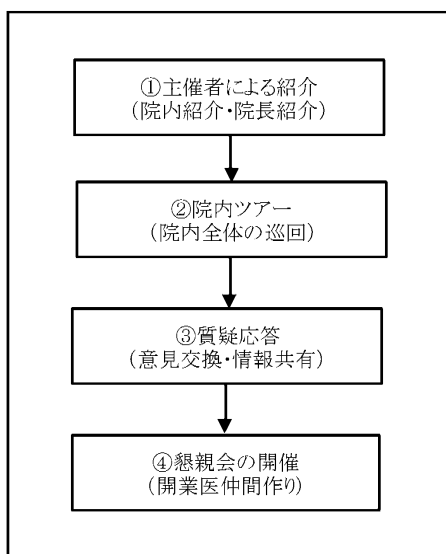 ①主催者による紹介
(院内紹介・院長紹介)
②院内ツアー
(院内全体の巡回)
③質疑応答
(意見交換・情報共有)
④懇親会の開催
(開業医仲間作り)